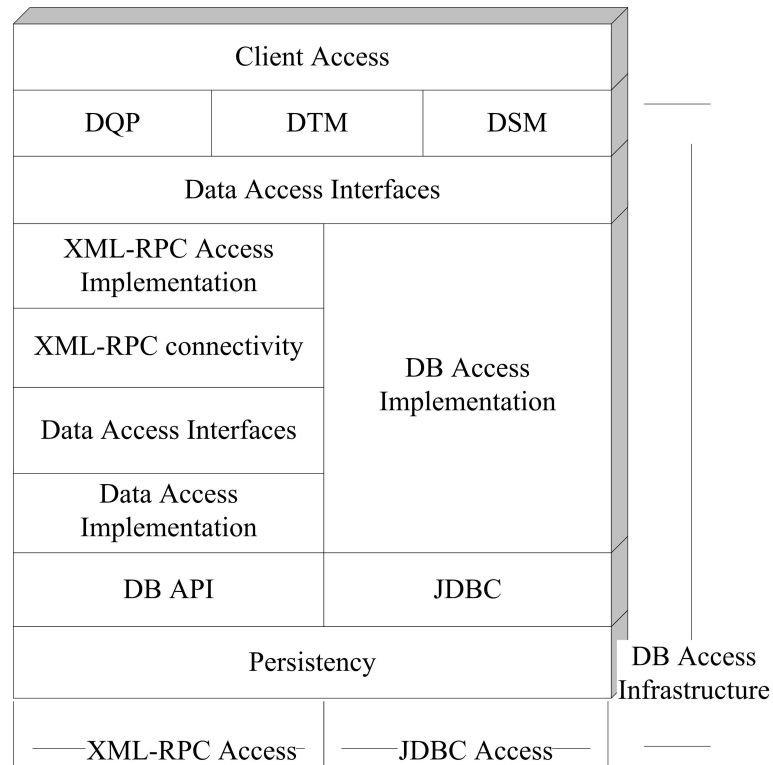 Client Access
DQP
DTM
DSM
Data Access Interfaces
XML-RPC Access
Implementation
XML-RPC connectivity
Data Access Interfaces
Data Access
Implementation
DB Access
Implementation
DB API
JDBC
Persistency
DB Access
Infrastructure
XML-RPC Access
JDBC Access